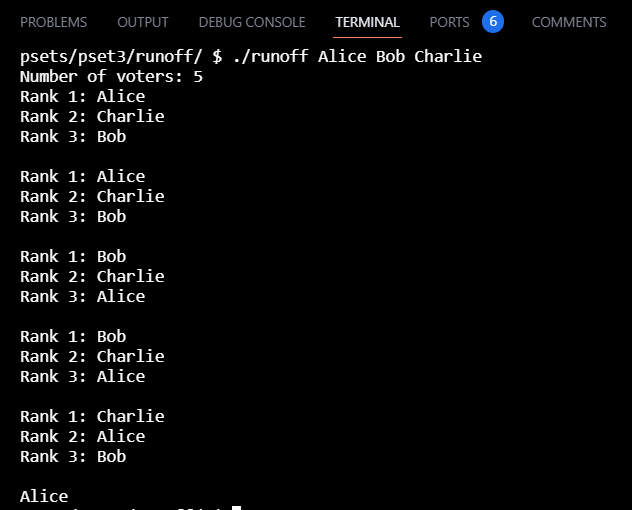 PROBLEMS OUTPUT DEBUG CONSOLE TERMINAL PORTS 6 COMMENTS
psets/pset3/runoff/ $ ./runoff Alice Bob Charlie
Number of voters: 5
Rank 1: Alice
Rank 2: Charlie
Rank 3: Bob
Rank 1: Alice
Rank 2: Charlie
Rank 3: Bob
Rank 1: Bob
Rank 2: Charlie
Rank 3: Alice
Rank 1: Bob
Rank 2: Charlie
Rank 3: Alice
Rank 1: Charlie
Rank 2: Alice
Rank 3: Bob
Alice